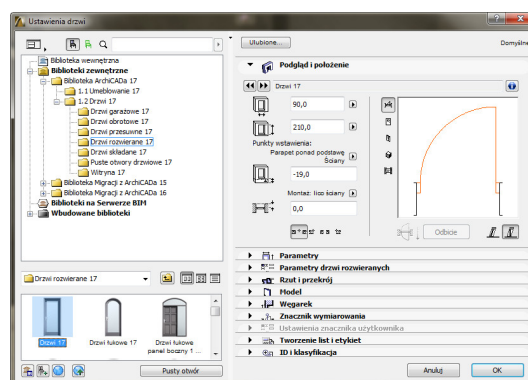 Ustawienia drzwi
Biblioteka wewnętrzna
Biblioteki zewnętrzne
Biblioteka ArchiCADa 17
1.1 Umeblowanie 17
1.2 Drzwi 17
Drzwi garażowe 17
Drzwi obrotowe 17
Drzwi przesuwne 17
Drzwi rozwierane 17
Drzwi składane 17
Puste otwory drzwiowe 17
Witryna 17
Biblioteka Migracji z ArchiCADa 15
Biblioteka Migracji z ArchiCADa 16
Biblioteki na Serwerze BIM
Wbudowane biblioteki
Drzwi rozwierane 17
Drzwi 17
Drzwi łukowe 17
Drzwi łukowe
panel boczny 1 ...
Pusty otwór
Ulubione...
Domyślne
Podgląd i położenie
Drzwi 17
90,0
210,0
Punkty wstawienia:
Parapet ponad podstawę
Ściany
-19,0
Montaż: lico ściany
0,0
Odbicie
Parametry
Parametry drzwi rozwieranych
Rzut i przekrój
Model
Węgarek
Znacznik wymiarowania
Ustawienia znacznika użytkownika
Tworzenie list i etykiet
ID i klasyfikacja
Anuluj
OK